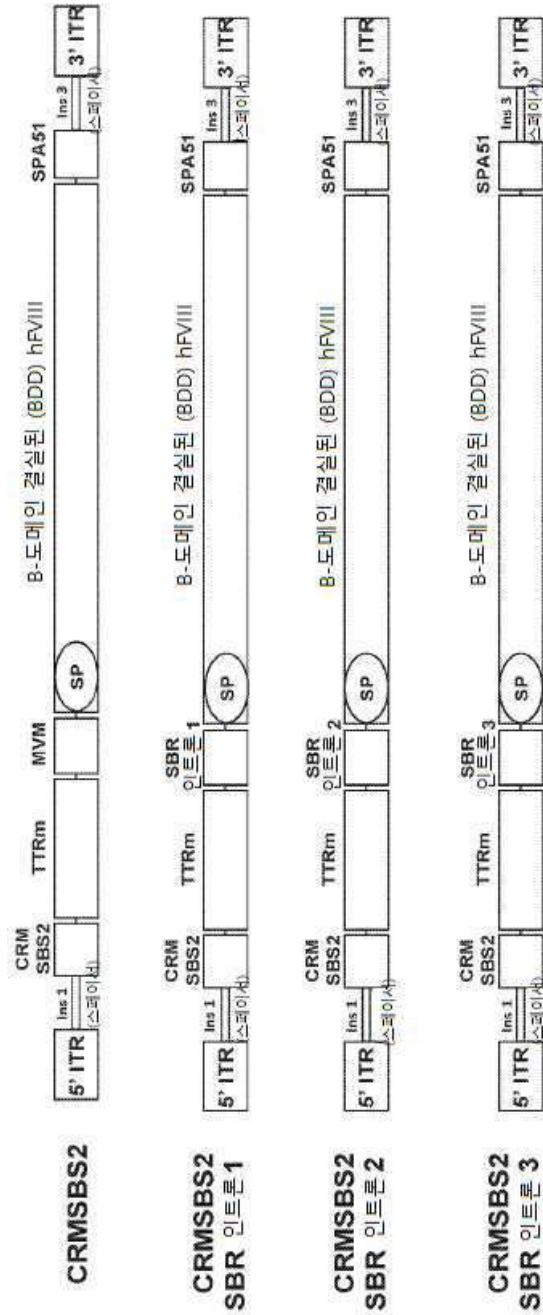 CRMSBS2
5' ITR
Ins 1
(스페이서)
CRM
SBS2
TTRm
MVM
SP
B-도메인 결실된 (BDD) hFVIII
SPA51
Ins 3
(스페이서)
3' ITR
CRMSBS2
SBR 인트론 1
5' ITR
Ins 1
(스페이서)
CRM
SBS2
TTRm
SBR
인트론 1
SP
B-도메인 결실된 (BDD) hFVIII
SPA51
Ins 3
(스페이서)
3' ITR
CRMSBS2
SBR 인트론 2
5' ITR
Ins 1
(스페이서)
CRM
SBS2
TTRm
SBR
인트론 2
SP
B-도메인 결실된 (BDD) hFVIII
SPA51
Ins 3
(스페이서)
3' ITR
CRMSBS2
SBR 인트론 3
5' ITR
Ins 1
(스페이서)
CRM
SBS2
TTRm
SBR
인트론 3
SP
B-도메인 결실된 (BDD) hFVIII
SPA51
Ins 3
(스페이서)
3' ITR